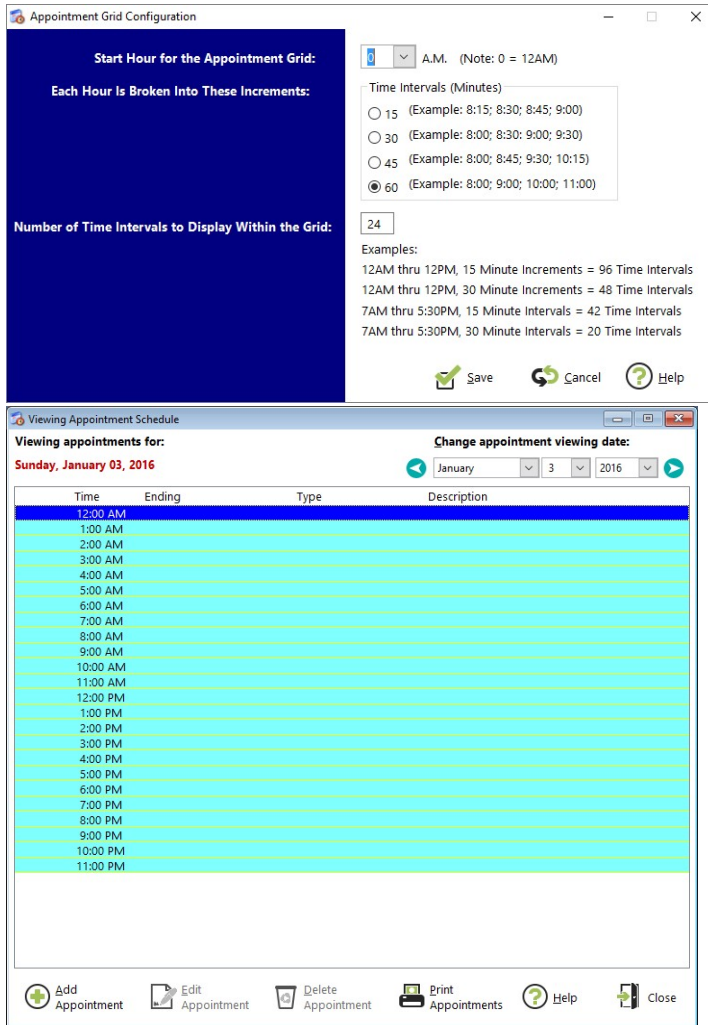 Appointment Grid Configuration
Start Hour for the Appointment Grid: 0 A.M. (Note: 0 = 12AM)
Each Hour Is Broken Into These Increments: Time Intervals (Minutes)
15 (Example: 8:15; 8:30; 8:45; 9:00)
30 (Example: 8:00; 8:30: 9:00; 9:30)
45 (Example: 8:00; 8:45; 9:30; 10:15)
60 (Example: 8:00; 9:00; 10:00; 11:00)
Number of Time Intervals to Display Within the Grid: 24
Examples:
12AM thru 12PM, 15 Minute Increments = 96 Time Intervals
12AM thru 12PM, 30 Minute Increments = 48 Time Intervals
7AM thru 5:30PM, 15 Minute Intervals = 42 Time Intervals
7AM thru 5:30PM, 30 Minute Intervals = 20 Time Intervals
Save Cancel Help
Viewing Appointment Schedule
Viewing appointments for: Change appointment viewing date:
Sunday, January 03, 2016 January 3 2016
Time Ending Type Description
12:00 AM
1:00 AM
2:00 AM
3:00 AM
4:00 AM
5:00 AM
6:00 AM
7:00 AM
8:00 AM
9:00 AM
10:00 AM
11:00 AM
12:00 PM
1:00 PM
2:00 PM
3:00 PM
4:00 PM
5:00 PM
6:00 PM
7:00 PM
8:00 PM
9:00 PM
10:00 PM
11:00 PM
Add Appointment
Edit Appointment
Delete Appointment
Print Appointments
Help
Close